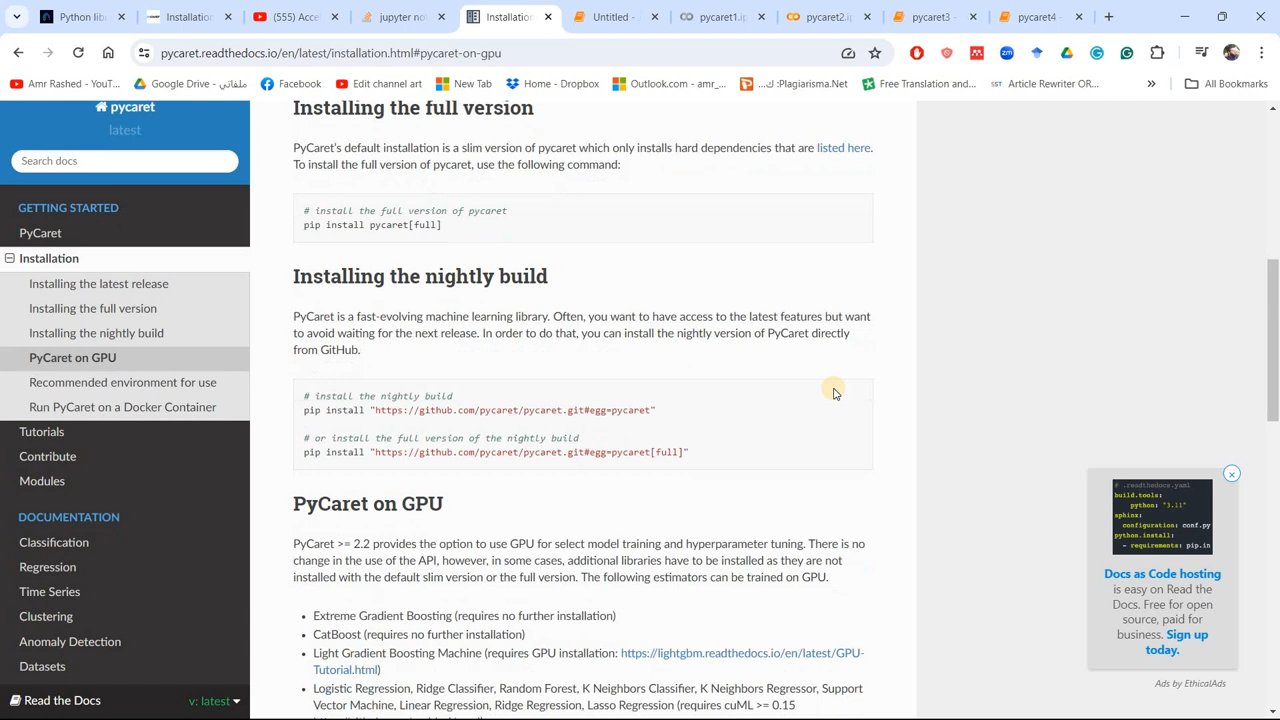 Python lib
Installation
(555) Acce
jupyter no
Installation
Untitled -
pycaret1.ip
pycaret2.ip
pycaret3 -
pycaret4 -
pycaret.readthedocs.io/en/latest/installation.html#pycaret-on-gpu
Amr Rashed - YouT...
Google Drive - ملفاتي
Facebook
Edit channel art
New Tab
Home - Dropbox
Outlook.com - amr_...
:Plagiarisma.Net
Free Translation and...
SST Article Rewriter OR...
All Bookmarks
pycaret
latest
Search docs
GETTING STARTED
PyCaret
Installation
Installing the latest release
Installing the full version
Installing the nightly build
PyCaret on GPU
Recommended environment for use
Run PyCaret on a Docker Container
Tutorials
Contribute
Modules
DOCUMENTATION
Classification
Regression
Time Series
Clustering
Anomaly Detection
Datasets
Read the Docs
v: latest
Installing the full version
PyCaret's default installation is a slim version of pycaret which only installs hard dependencies that are listed here.
To install the full version of pycaret, use the following command:
# install the full version of pycaret
pip install pycaret[full]
Installing the nightly build
PyCaret is a fast-evolving machine learning library. Often, you want to have access to the latest features but want
to avoid waiting for the next release. In order to do that, you can install the nightly version of PyCaret directly
from GitHub.
# install the nightly build
pip install "https://github.com/pycaret/pycaret.git#egg=pycaret"
# or install the full version of the nightly build
pip install "https://github.com/pycaret/pycaret.git#egg=pycaret[full]"
PyCaret on GPU
PyCaret >= 2.2 provides the option to use GPU for select model training and hyperparameter tuning. There is no
change in the use of the API, however, in some cases, additional libraries have to be installed as they are not
installed with the default slim version or the full version. The following estimators can be trained on GPU.
• Extreme Gradient Boosting (requires no further installation)
• CatBoost (requires no further installation)
• Light Gradient Boosting Machine (requires GPU installation: https://lightgbm.readthedocs.io/en/latest/GPU-
Tutorial.html)
• Logistic Regression, Ridge Classifier, Random Forest, K Neighbors Classifier, K Neighbors Regressor, Support
Vector Machine, Linear Regression, Ridge Regression, Lasso Regression (requires cuML >= 0.15
# .readthedocs.yaml
build.tools:
python: "3.11"
sphinx:
configuration: conf.py
python.install:
- requirements: pip.in
Docs as Code hosting
is easy on Read the
Docs. Free for open
source, paid for
business. Sign up
today.
Ads by EthicalAds